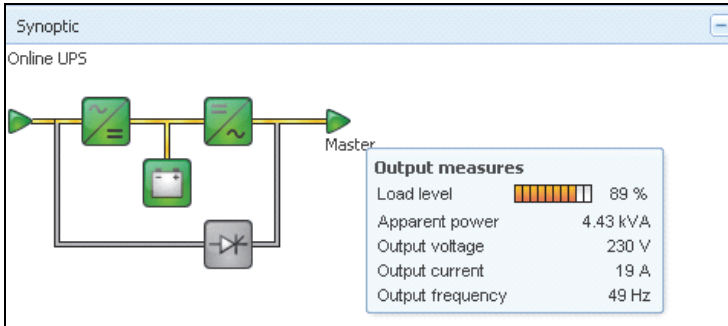 Synoptic
Online UPS
Master
Output measures
Load level 89 %
Apparent power 4.43 kVA
Output voltage 230 V
Output current 19 A
Output frequency 49 Hz